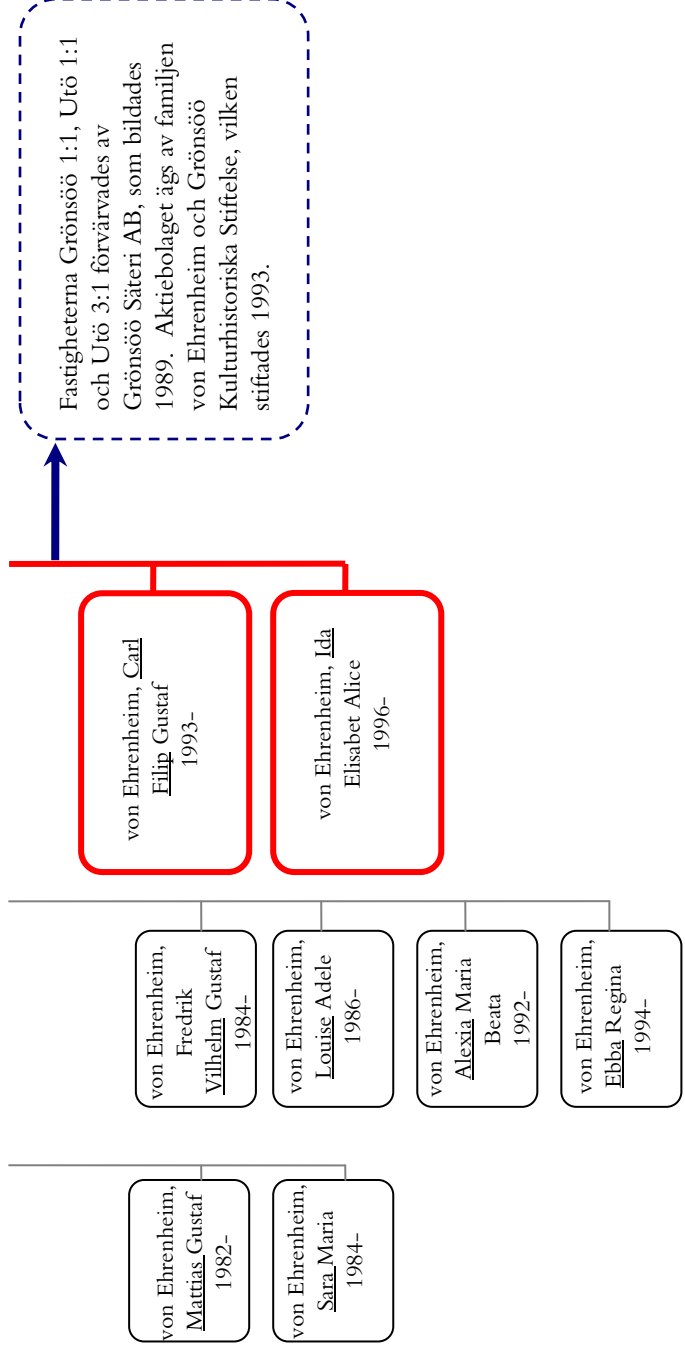 von Ehrenheim,
Mattias Gustaf
1982-
von Ehrenheim,
Sara Maria
1984-
von Ehrenheim,
Fredrik
Vilhelm Gustaf
1984-
von Ehrenheim,
Louise Adele
1986-
von Ehrenheim,
Alexia Maria
Beata
1992-
von Ehrenheim,
Ebba Regina
1994-
von Ehrenheim, Carl
Filip Gustaf
1993-
von Ehrenheim, Ida
Elisabet Alice
1996-
Fastigheterna Grönsöö 1:1, Utö 1:1
och Utö 3:1 förvärvades av
Grönsöö Säteri AB, som bildades
1989. Aktiebolaget ägs av familjen
von Ehrenheim och Grönsöö
Kulturhistoriska Stiftelse, vilken
stiftades 1993.